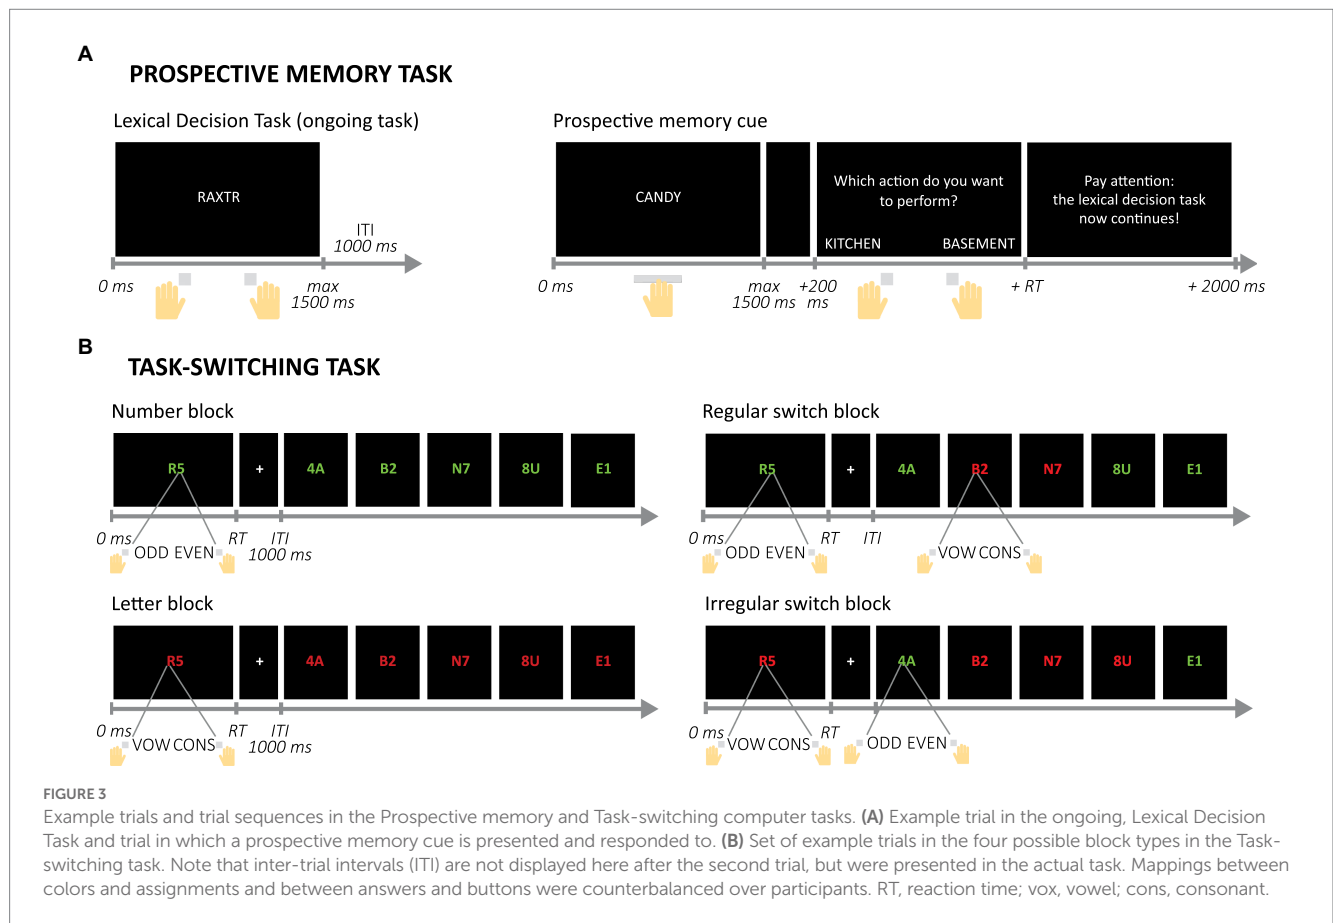 A
PROSPECTIVE MEMORY TASK
Lexical Decision Task (ongoing task)
RAXTR
ITI
1000 ms
0 ms
max
1500 ms
Prospective memory cue
CANDY
Which action do you want
to perform?
KITCHEN BASEMENT
Pay attention:
the lexical decision task
now continues!
0 ms
max
1500 ms
+200
ms
+ RT
+ 2000 ms
B
TASK-SWITCHING TASK
Number block
R5 + 4A B2 N7 8U E1
0 ms RT ITI
1000 ms
ODD EVEN
Regular switch block
R5 + 4A B2 N7 8U E1
0 ms RT ITI
ODD EVEN VOW CONS
Letter block
R5 + 4A B2 N7 8U E1
0 ms RT ITI
1000 ms
VOW CONS
Irregular switch block
R5 + 4A B2 N7 8U E1
0 ms RT
VOW CONS ODD EVEN
FIGURE 3
Example trials and trial sequences in the Prospective memory and Task-switching computer tasks. (A) Example trial in the ongoing, Lexical Decision
Task and trial in which a prospective memory cue is presented and responded to. (B) Set of example trials in the four possible block types in the Task-
switching task. Note that inter-trial intervals (ITI) are not displayed here after the second trial, but were presented in the actual task. Mappings between
colors and assignments and between answers and buttons were counterbalanced over participants. RT, reaction time; vox, vowel; cons, consonant.